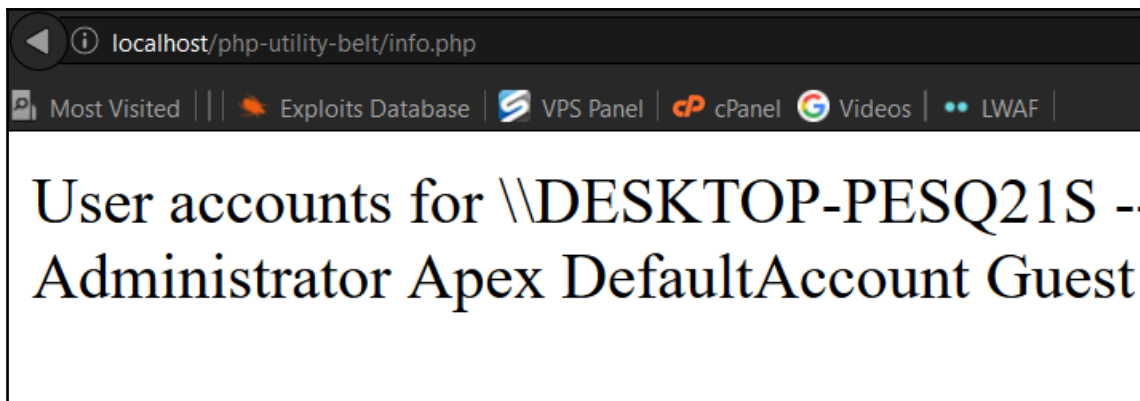 localhost/php-utility-belt/info.php
Most Visited Exploits Database VPS Panel cP cPanel G Videos LWAF
User accounts for \\DESKTOP-PESQ21S --
Administrator Apex DefaultAccount Guest